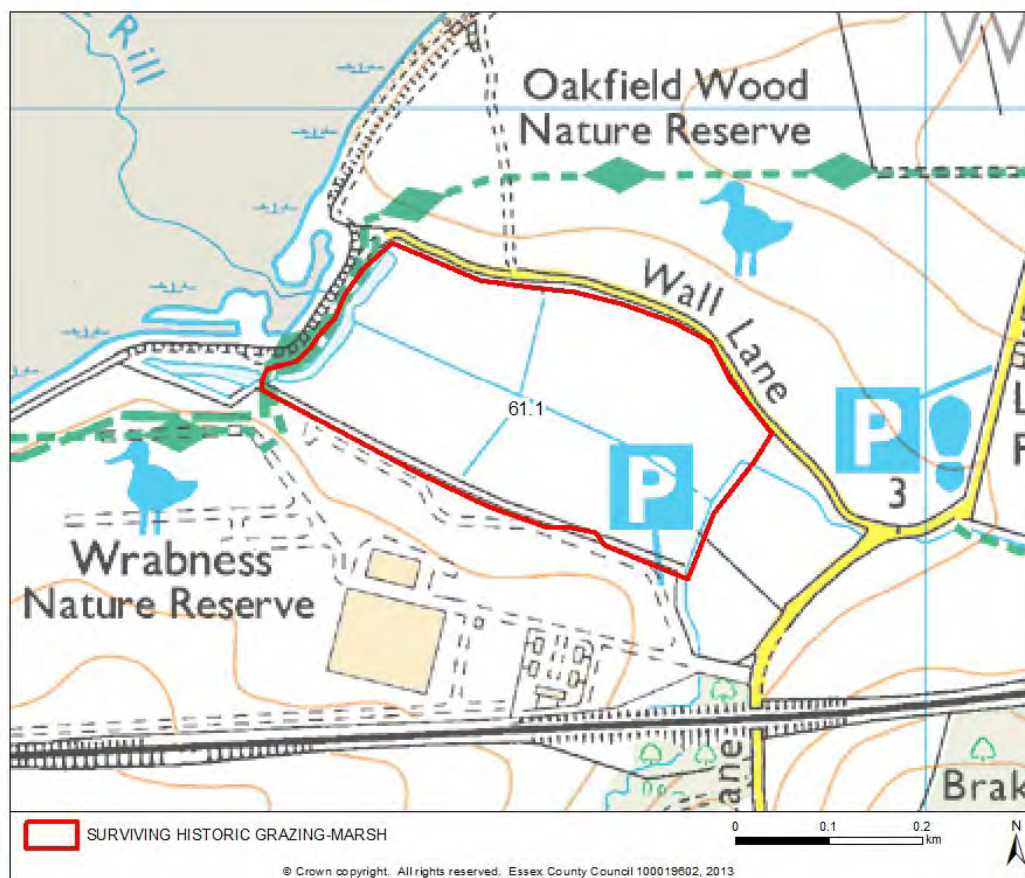 Rill
Oakfield Wood
Nature Reserve
Wall Lane
61.1
P
P
3
L
F
Wrabness
Nature Reserve
ane
Brak
SURVIVING HISTORIC GRAZING-MARSH
0 0.1 0.2
km
N
© Crown copyright. All rights reserved, Essex County Council 100019602, 2013